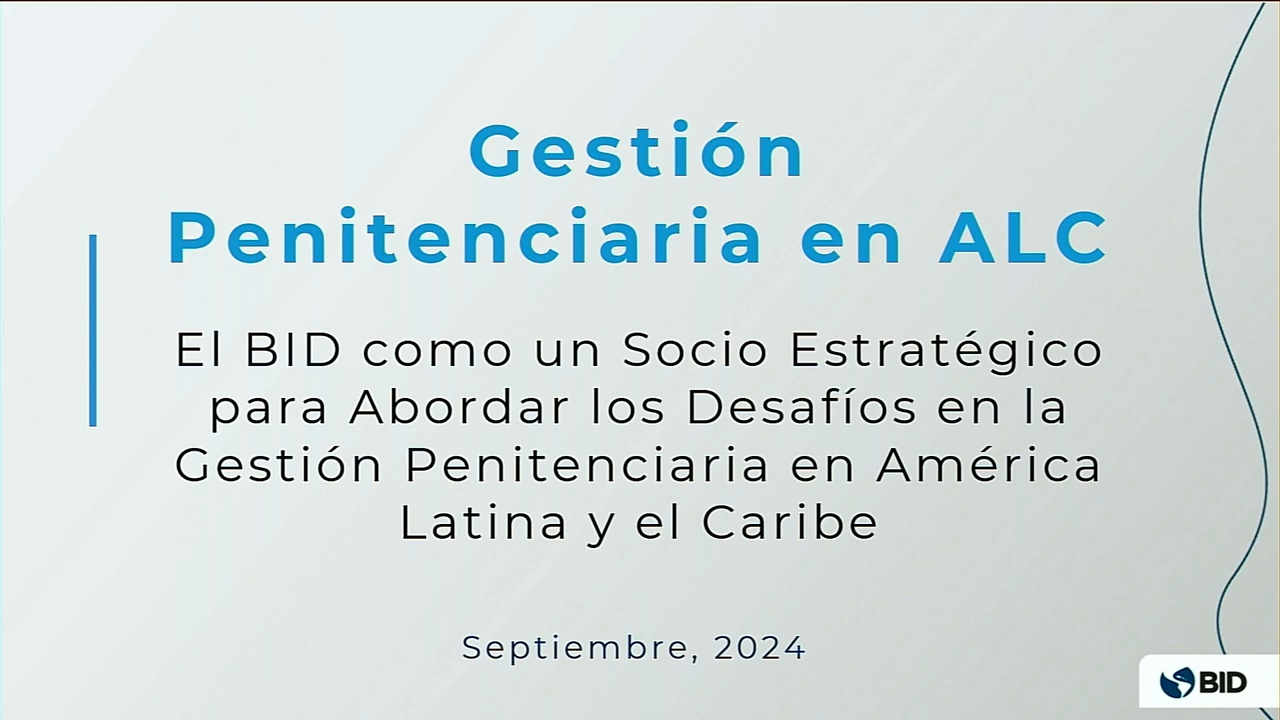 Gestión
Penitenciaria en ALC
El BID como un Socio Estratégico
para Abordar los Desafíos en la
Gestión Penitenciaria en América
Latina y el Caribe
Septiembre, 2024
BID